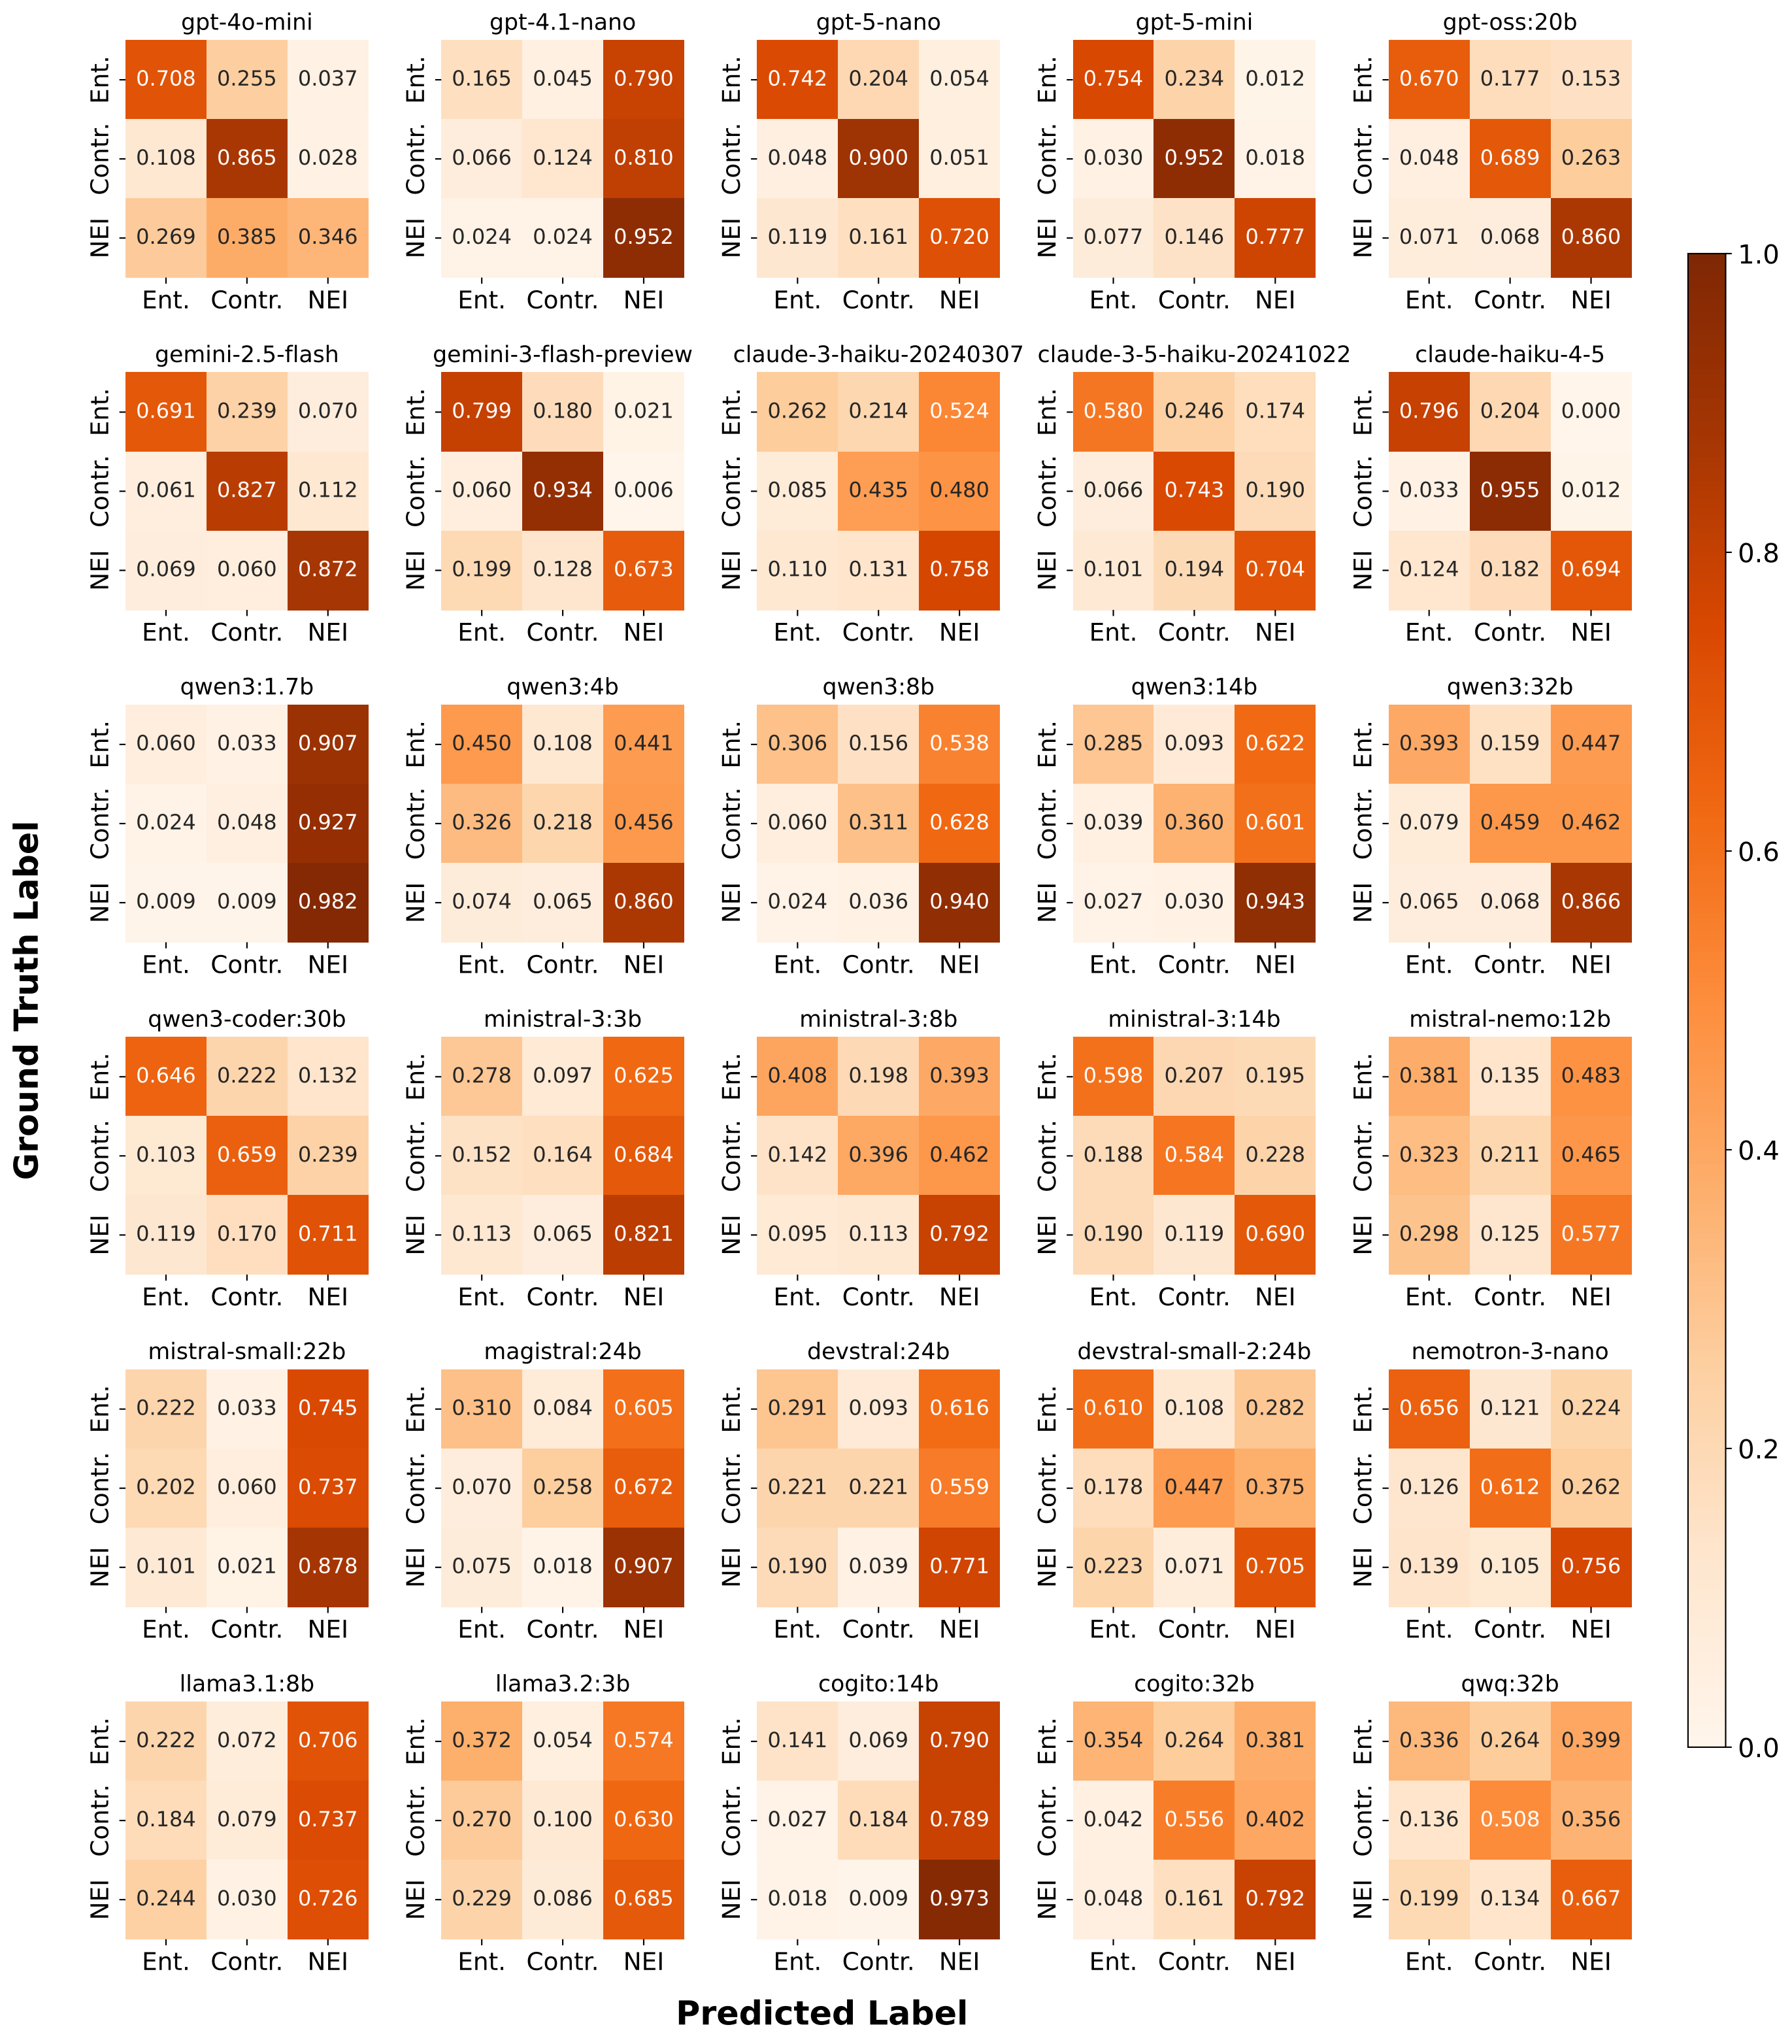 gpt-4o-mini gpt-4.1-nano gpt-5-nano gpt-5-mini gpt-oss:20b
Ent. 0.708 0.255 0.037 Ent. 0.165 0.045 0.790 Ent. 0.742 0.204 0.054 Ent. 0.754 0.234 0.012 Ent. 0.670 0.177 0.153
Contr. 0.108 0.865 0.028 Contr. 0.066 0.124 0.810 Contr. 0.048 0.900 0.051 Contr. 0.030 0.952 0.018 Contr. 0.048 0.689 0.263
NEI 0.269 0.385 0.346 NEI 0.024 0.024 0.952 NEI 0.119 0.161 0.720 NEI 0.077 0.146 0.777 NEI 0.071 0.068 0.860
Ent. Contr. NEI Ent. Contr. NEI Ent. Contr. NEI Ent. Contr. NEI Ent. Contr. NEI
gemini-2.5-flash gemini-3-flash-preview claude-3-haiku-20240307 claude-3-5-haiku-20241022 claude-haiku-4-5
Ent. 0.691 0.239 0.070 Ent. 0.799 0.180 0.021 Ent. 0.262 0.214 0.524 Ent. 0.580 0.246 0.174 Ent. 0.796 0.204 0.000
Contr. 0.061 0.827 0.112 Contr. 0.060 0.934 0.006 Contr. 0.085 0.435 0.480 Contr. 0.066 0.743 0.190 Contr. 0.033 0.955 0.012
NEI 0.069 0.060 0.872 NEI 0.199 0.128 0.673 NEI 0.110 0.131 0.758 NEI 0.101 0.194 0.704 NEI 0.124 0.182 0.694
Ent. Contr. NEI Ent. Contr. NEI Ent. Contr. NEI Ent. Contr. NEI Ent. Contr. NEI
qwen3:1.7b qwen3:4b qwen3:8b qwen3:14b qwen3:32b
Ent. 0.060 0.033 0.907 Ent. 0.450 0.108 0.441 Ent. 0.306 0.156 0.538 Ent. 0.285 0.093 0.622 Ent. 0.393 0.159 0.447
Contr. 0.024 0.048 0.927 Contr. 0.326 0.218 0.456 Contr. 0.060 0.311 0.628 Contr. 0.039 0.360 0.601 Contr. 0.079 0.459 0.462
NEI 0.009 0.009 0.982 NEI 0.074 0.065 0.860 NEI 0.024 0.036 0.940 NEI 0.027 0.030 0.943 NEI 0.065 0.068 0.866
Ent. Contr. NEI Ent. Contr. NEI Ent. Contr. NEI Ent. Contr. NEI Ent. Contr. NEI
qwen3-coder:30b ministral-3:3b ministral-3:8b ministral-3:14b mistral-nemo:12b
Ent. 0.646 0.222 0.132 Ent. 0.278 0.097 0.625 Ent. 0.408 0.198 0.393 Ent. 0.598 0.207 0.195 Ent. 0.381 0.135 0.483
Contr. 0.103 0.659 0.239 Contr. 0.152 0.164 0.684 Contr. 0.142 0.396 0.462 Contr. 0.188 0.584 0.228 Contr. 0.323 0.211 0.465
NEI 0.119 0.170 0.711 NEI 0.113 0.065 0.821 NEI 0.095 0.113 0.792 NEI 0.190 0.119 0.690 NEI 0.298 0.125 0.577
Ent. Contr. NEI Ent. Contr. NEI Ent. Contr. NEI Ent. Contr. NEI Ent. Contr. NEI
mistral-small:22b magistral:24b devstral:24b devstral-small-2:24b nemotron-3-nano
Ent. 0.222 0.033 0.745 Ent. 0.310 0.084 0.605 Ent. 0.291 0.093 0.616 Ent. 0.610 0.108 0.282 Ent. 0.656 0.121 0.224
Contr. 0.202 0.060 0.737 Contr. 0.070 0.258 0.672 Contr. 0.221 0.221 0.559 Contr. 0.178 0.447 0.375 Contr. 0.126 0.612 0.262
NEI 0.101 0.021 0.878 NEI 0.075 0.018 0.907 NEI 0.190 0.039 0.771 NEI 0.223 0.071 0.705 NEI 0.139 0.105 0.756
Ent. Contr. NEI Ent. Contr. NEI Ent. Contr. NEI Ent. Contr. NEI Ent. Contr. NEI
llama3.1:8b llama3.2:3b cogito:14b cogito:32b qwq:32b
Ent. 0.222 0.072 0.706 Ent. 0.372 0.054 0.574 Ent. 0.141 0.069 0.790 Ent. 0.354 0.264 0.381 Ent. 0.336 0.264 0.399
Contr. 0.184 0.079 0.737 Contr. 0.270 0.100 0.630 Contr. 0.027 0.184 0.789 Contr. 0.042 0.556 0.402 Contr. 0.136 0.508 0.356
NEI 0.244 0.030 0.726 NEI 0.229 0.086 0.685 NEI 0.018 0.009 0.973 NEI 0.048 0.161 0.792 NEI 0.199 0.134 0.667
Ent. Contr. NEI Ent. Contr. NEI Ent. Contr. NEI Ent. Contr. NEI Ent. Contr. NEI
Ground Truth Label
Predicted Label
1.0
0.8
0.6
0.4
0.2
0.0